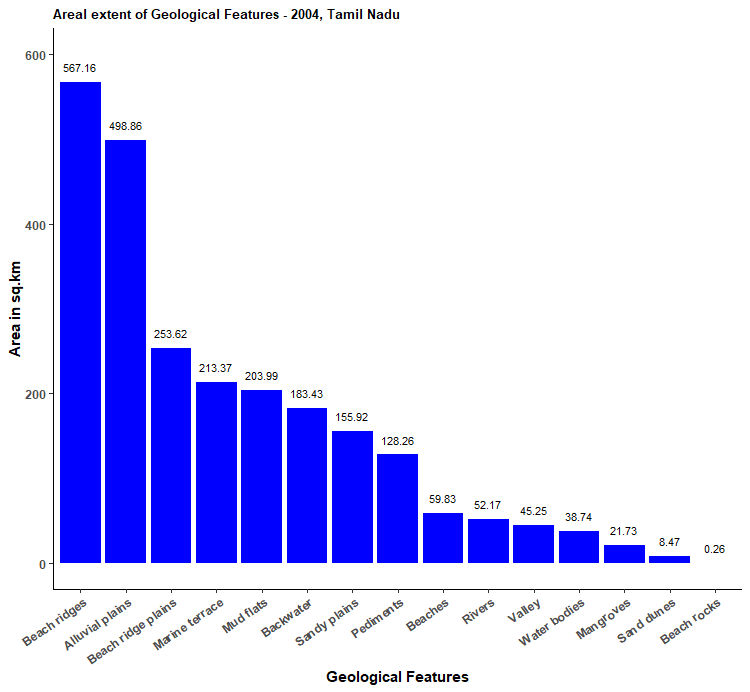 Areal extent of Geological Features - 2004, Tamil Nadu
600
400
200
0
Area in sq.km
567.16
498.86
253.62
213.37
203.99
183.43
155.92
128.26
59.83
52.17
45.25
38.74
21.73
8.47
0.26
Beach ridges
Alluvial plains
Beach ridge plains
Marine terrace
Mud flats
Backwater
Sandy plains
Pediments
Beaches
Rivers
Valley
Water bodies
Mangroves
Sand dunes
Beach rocks
Geological Features